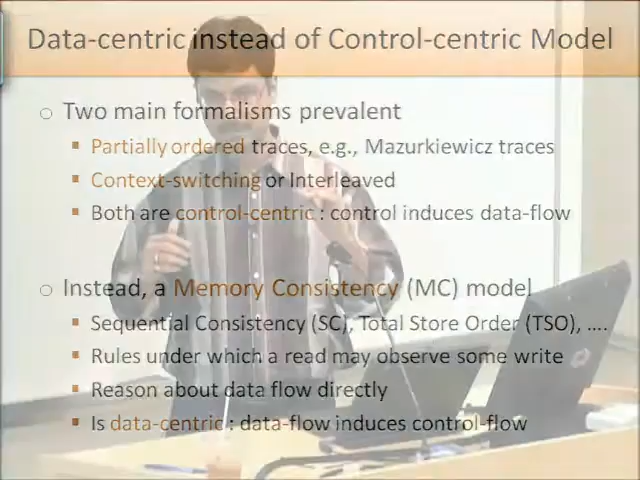 Data-centric instead of Control-centric Model
○ Two main formalisms prevalent
▪ Partially ordered traces, e.g., Mazurkiewicz traces
▪ Context-switching or Interleaved
▪ Both are control-centric : control induces data-flow
○ Instead, a Memory Consistency (MC) model
▪ Sequential Consistency (SC), Total Store Order (TSO), ....
▪ Rules under which a read may observe some write
▪ Reason about data flow directly
▪ Is data-centric : data-flow induces control-flow